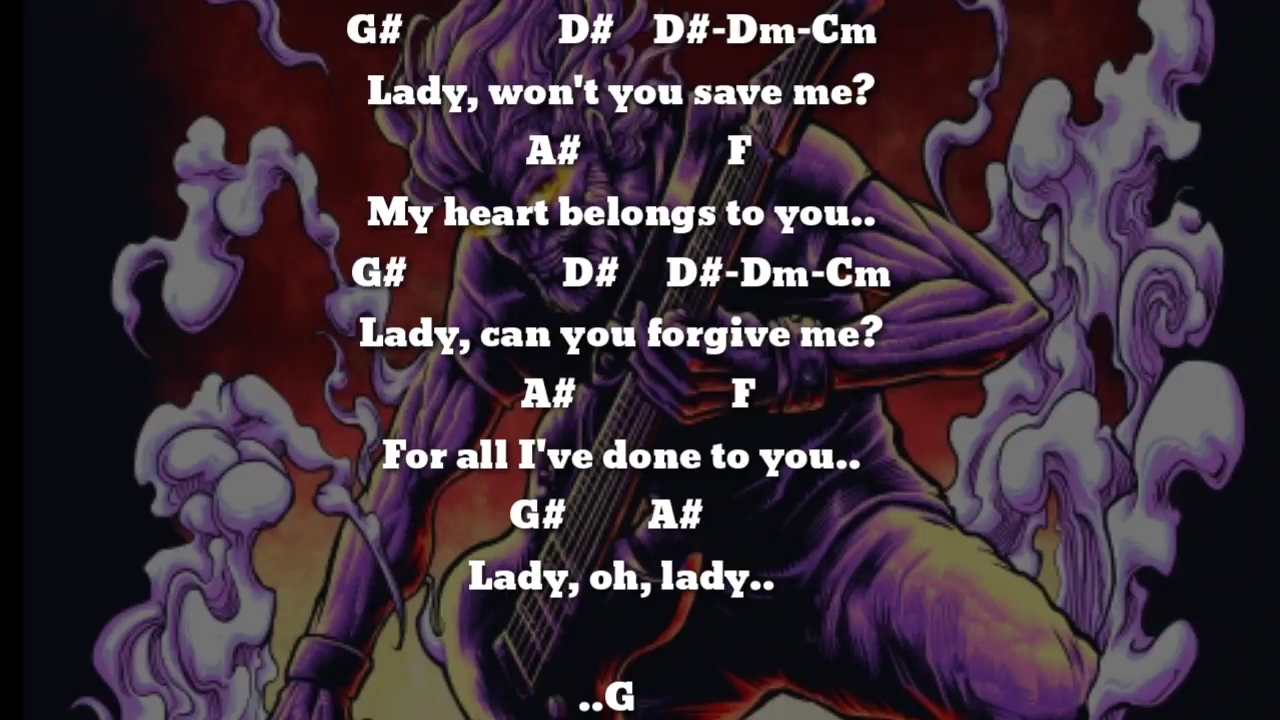 G# D# D#-Dm-Cm
Lady, won't you save me?
A# F
My heart belongs to you..
G# D# D#-Dm-Cm
Lady, can you forgive me?
A# F
For all I've done to you..
G# A#
Lady, oh, lady..
..G